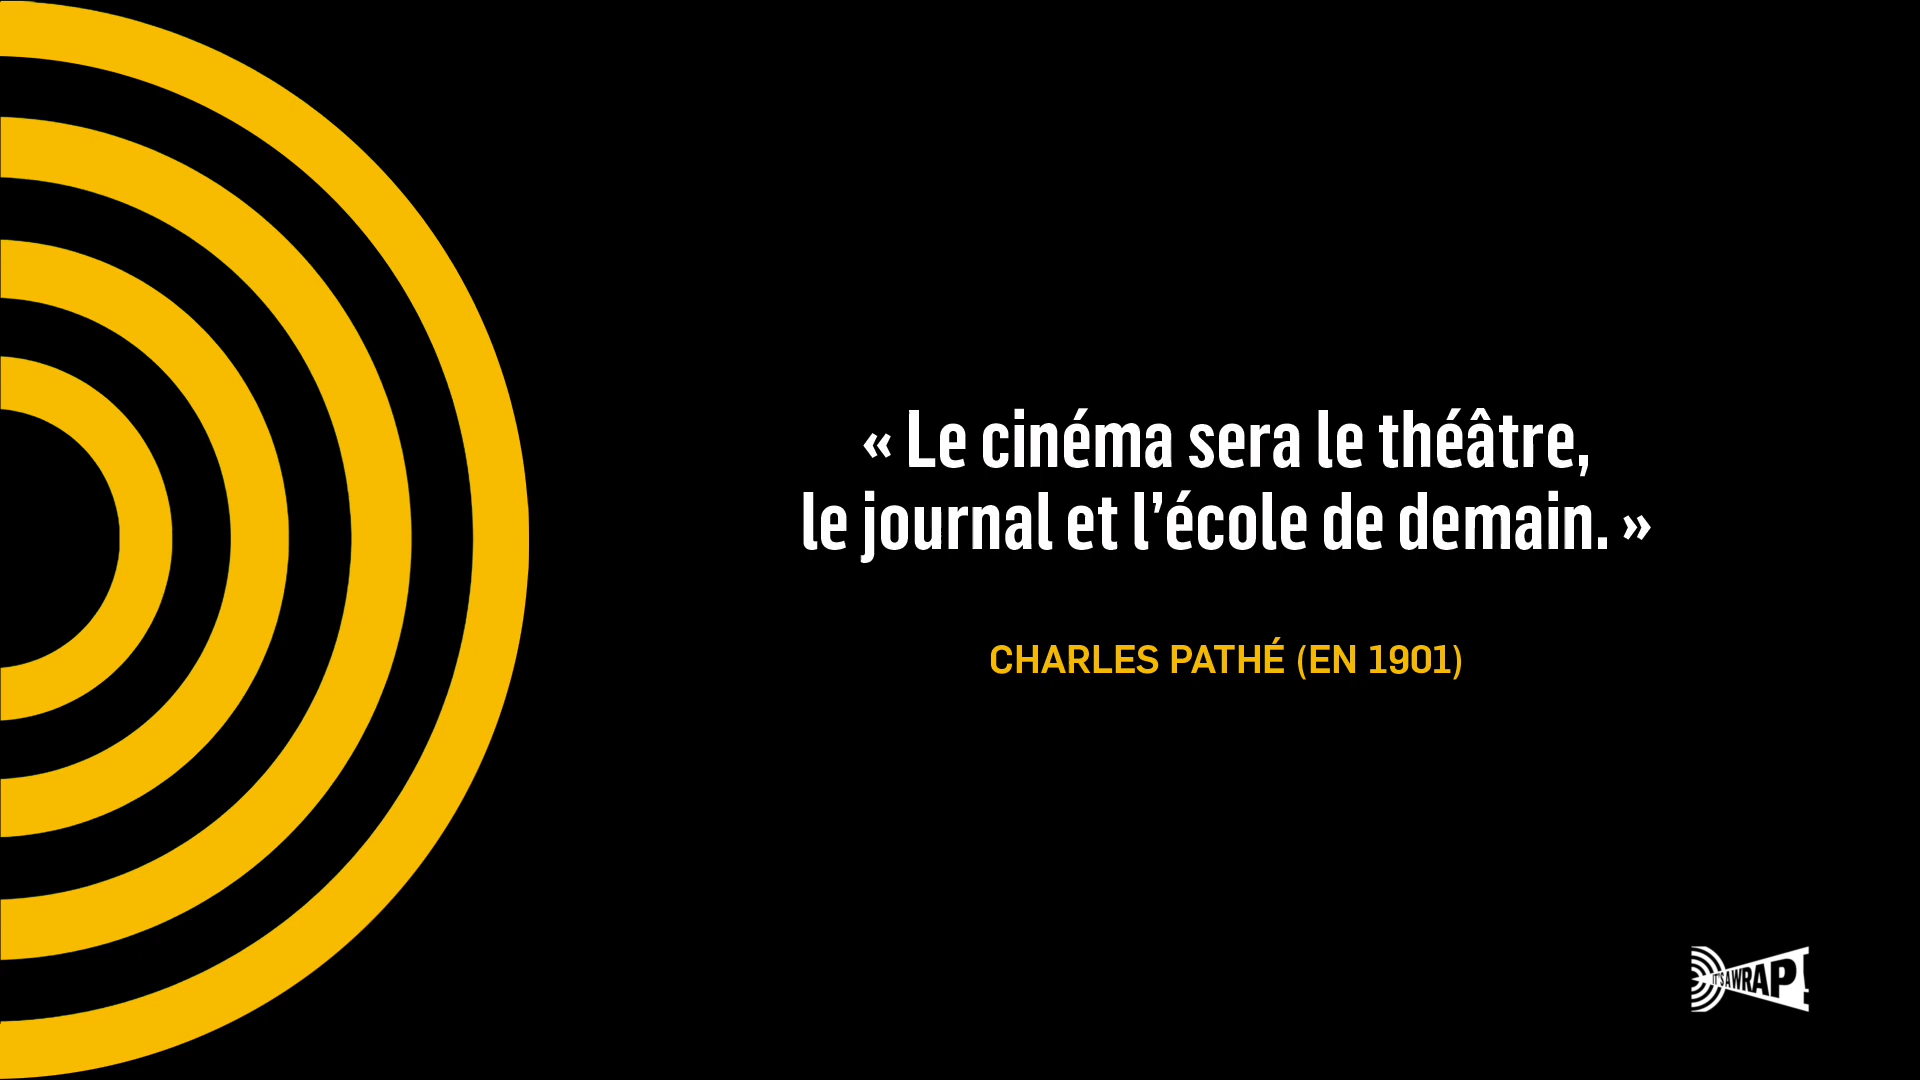 « Le cinéma sera le théâtre,
le journal et l’école de demain. »
CHARLES PATHÉ (EN 1901)
IT'S A WRAP!